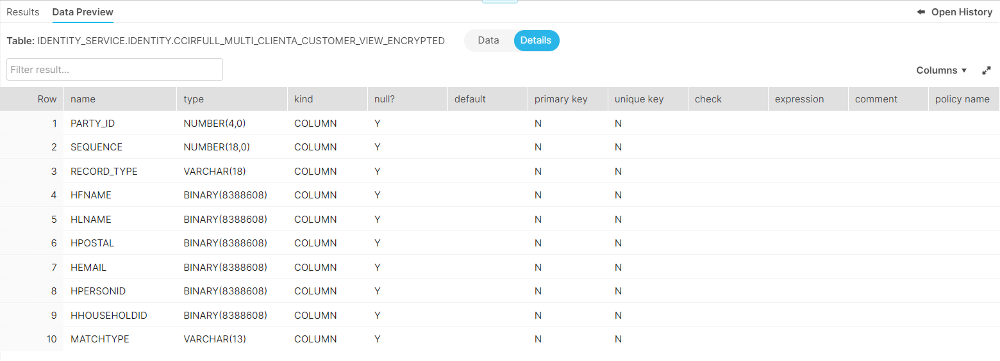 Results Data Preview Open History
Table: IDENTITY_SERVICE.IDENTITY.CCIRFULL_MULTI_CLIENTA_CUSTOMER_VIEW_ENCRYPTED Data Details
Filter result...
Columns
Row name type kind null? default primary key unique key check expression comment policy name
1 PARTY_ID NUMBER(4,0) COLUMN Y N N
2 SEQUENCE NUMBER(18,0) COLUMN Y N N
3 RECORD_TYPE VARCHAR(18) COLUMN Y N N
4 HFNAME BINARY(8388608) COLUMN Y N N
5 HLNAME BINARY(8388608) COLUMN Y N N
6 HPOSTAL BINARY(8388608) COLUMN Y N N
7 HEMAIL BINARY(8388608) COLUMN Y N N
8 HPERSONID BINARY(8388608) COLUMN Y N N
9 HHOUSEHOLDID BINARY(8388608) COLUMN Y N N
10 MATCHTYPE VARCHAR(13) COLUMN Y N N